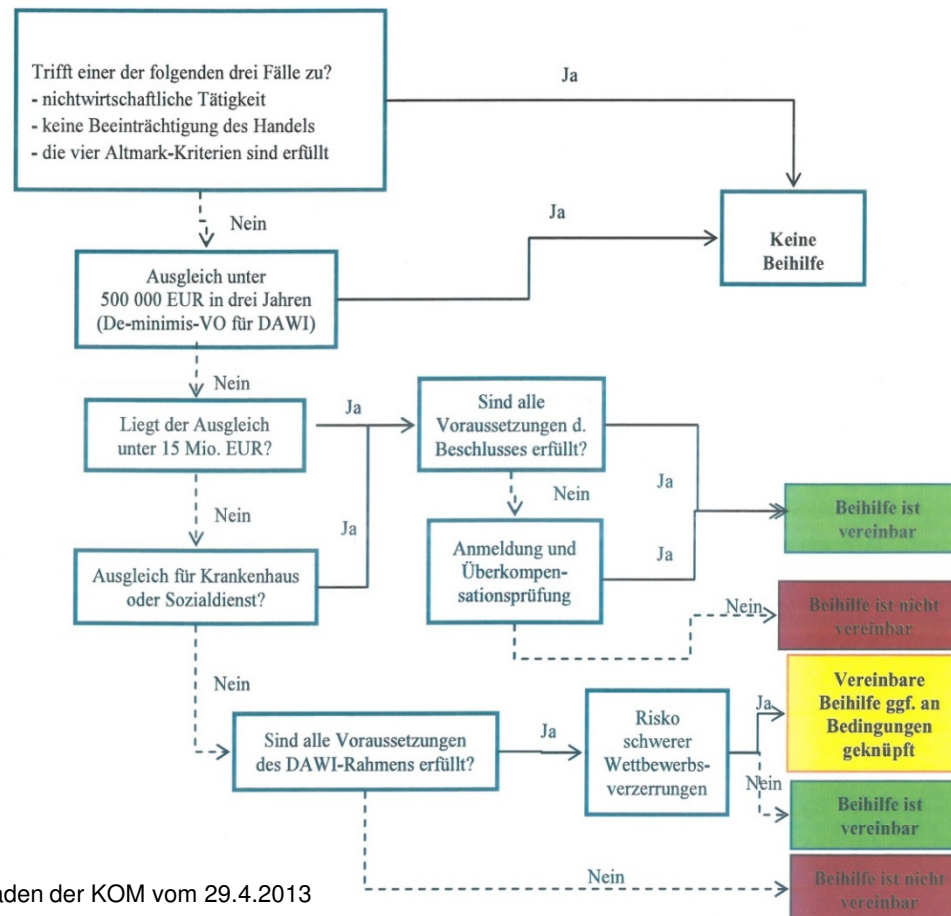 Trifft einer der folgenden drei Fälle zu?
- nichtwirtschaftliche Tätigkeit
- keine Beeinträchtigung des Handels
- die vier Altmark-Kriterien sind erfüllt
Ja
Nein
Ja
Keine
Beihilfe
Ausgleich unter
500 000 EUR in drei Jahren
(De-minimis-VO für DAWI)
Nein
Liegt der Ausgleich
unter 15 Mio. EUR?
Ja
Sind alle
Voraussetzungen d.
Beschlusses erfüllt?
Nein
Ja
Nein
Ja
Beihilfe ist
vereinbar
Ausgleich für Krankenhaus
oder Sozialdienst?
Anmeldung und
Überkompen-
sationsprüfung
Ja
Nein
Beihilfe ist nicht
vereinbar
Nein
Sind alle Voraussetzungen
des DAWI-Rahmens erfüllt?
Ja
Risko
schwerer
Wettbewerbs-
verzerrungen
Ja
Vereinbare
Beihilfe ggf. an
Bedingungen
geknüpft
Nein
Beihilfe ist
vereinbar
Nein
Beihilfe ist nicht
vereinbar
der KOM vom 29.4.2013